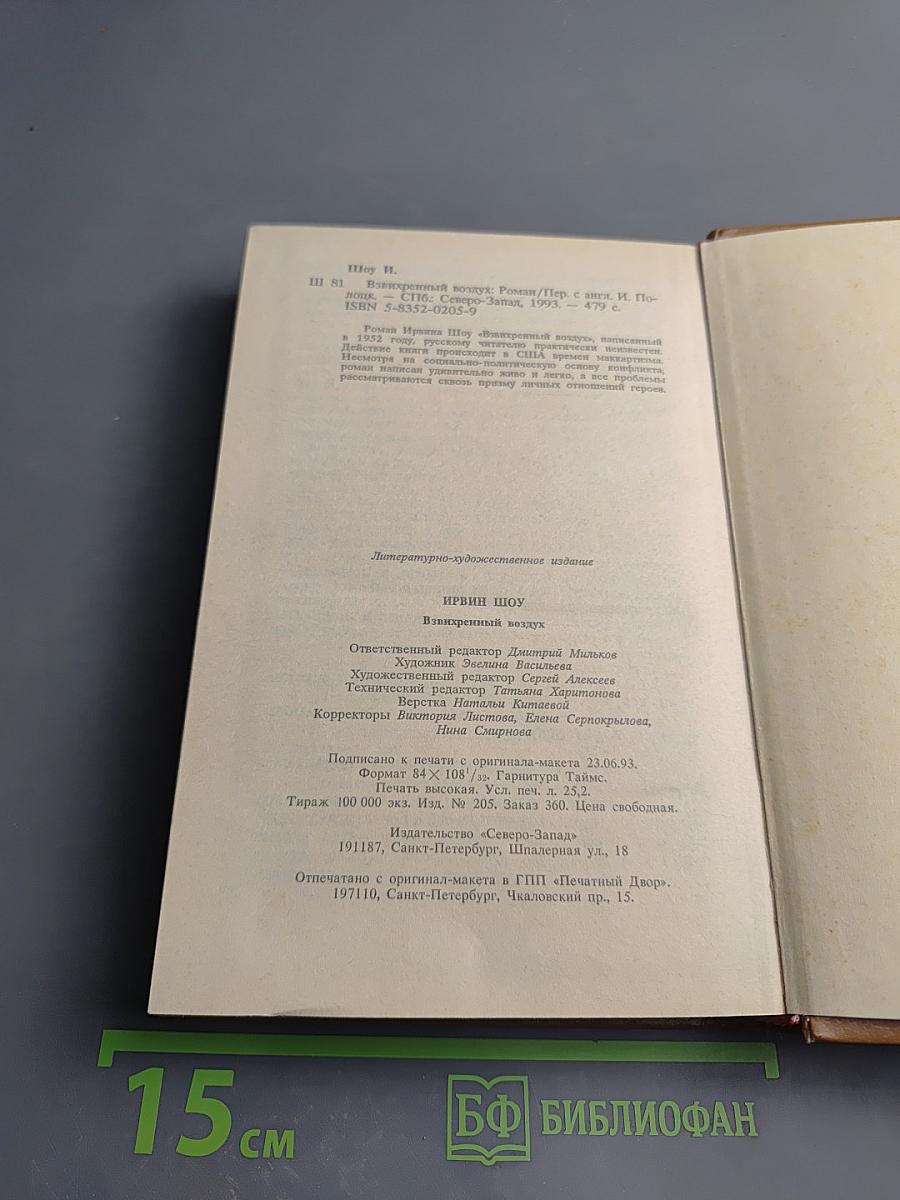 Шоу И.
Ш 81 Взвихренный воздух: Роман/Пер. с англ. И. По-
лоцк. — СПб.: Северо-Запад, 1993. — 479 с.
ISBN 5-8352-0205-9
Роман Ирвина Шоу «Взвихренный воздух», написанный
в 1952 году, русскому читателю практически неизвестен.
Действие книги происходит в США времен маккартизма.
Несмотря на социально-политическую основу конфликта,
роман написан удивительно живо и легко, а все проблемы
рассматриваются сквозь призму личных отношений героев.
Литературно-художественное издание
ИРВИН ШОУ
Взвихренный воздух
Ответственный редактор Дмитрий Мильков
Художник Эвелина Васильева
Художественный редактор Сергей Алексеев
Технический редактор Татьяна Харитонова
Верстка Натальи Китаевой
Корректоры Виктория Листова, Елена Серпокрылова,
Нина Смирнова
Подписано к печати с оригинала-макета 23.06.93.
Формат 84×108¹/₃₂. Гарнитура Таймс.
Печать высокая. Усл. печ. л. 25,2.
Тираж 100 000 экз. Изд. № 205. Заказ 360. Цена свободная.
Издательство «Северо-Запад»
191187, Санкт-Петербург, Шпалерная ул., 18
Отпечатано с оригинал-макета в ГПП «Печатный Двор».
197110, Санкт-Петербург, Чкаловский пр., 15.
15 см
БФ БИБЛИОФАН